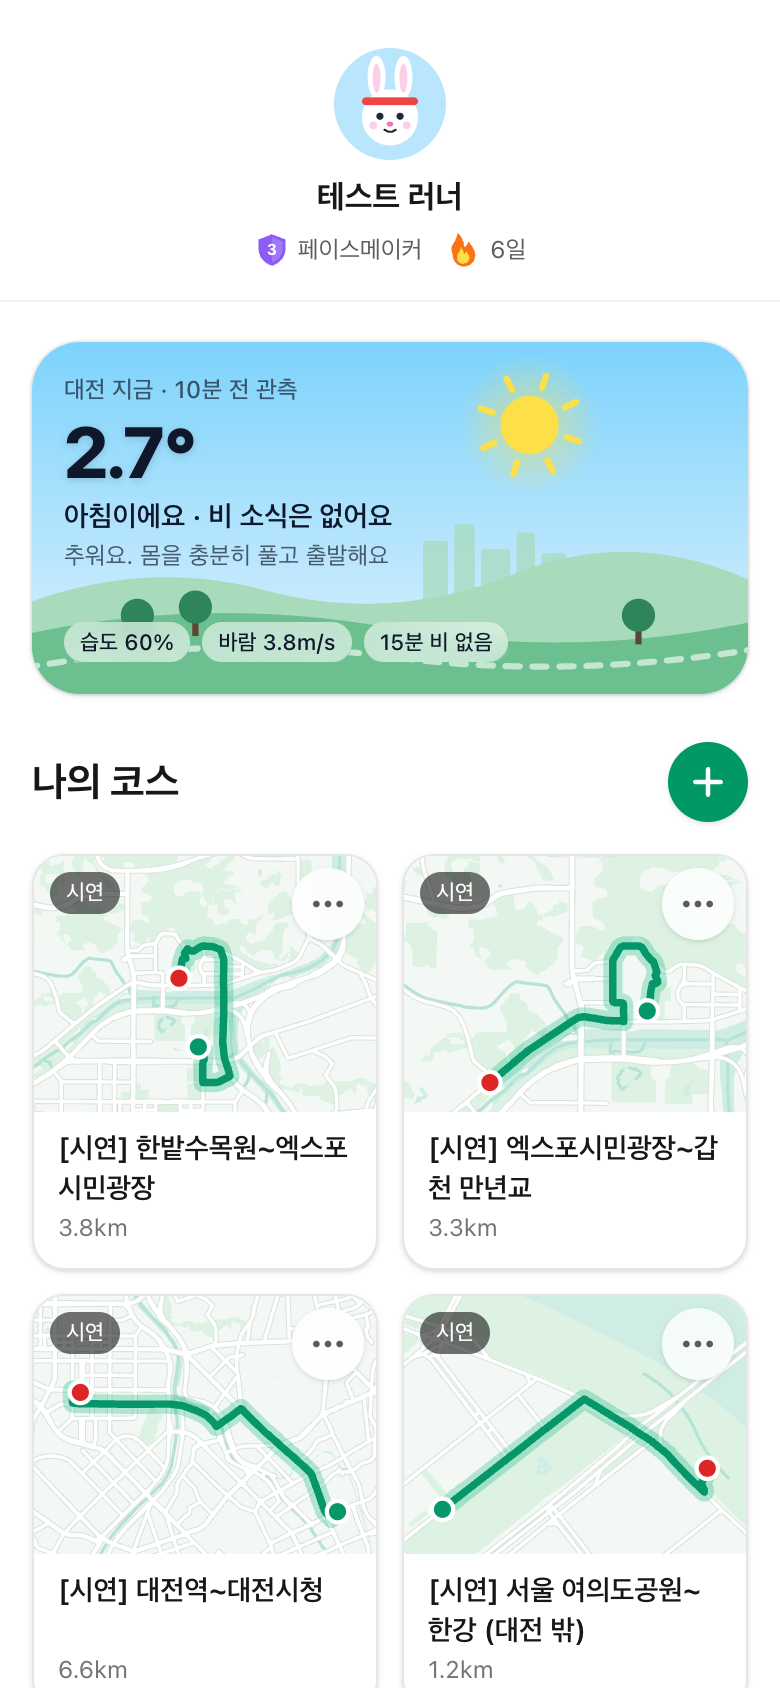 테스트 러너
3 페이스메이커 6일
대전 지금 · 10분 전 관측
2.7°
아침이에요 · 비 소식은 없어요
추워요. 몸을 충분히 풀고 출발해요
습도 60% 바람 3.8m/s 15분 비 없음
나의 코스
시연
[시연] 한밭수목원~엑스포
시민광장
3.8km
시연
[시연] 엑스포시민광장~갑
천 만년교
3.3km
시연
[시연] 대전역~대전시청
6.6km
시연
[시연] 서울 여의도공원~
한강 (대전 밖)
1.2km